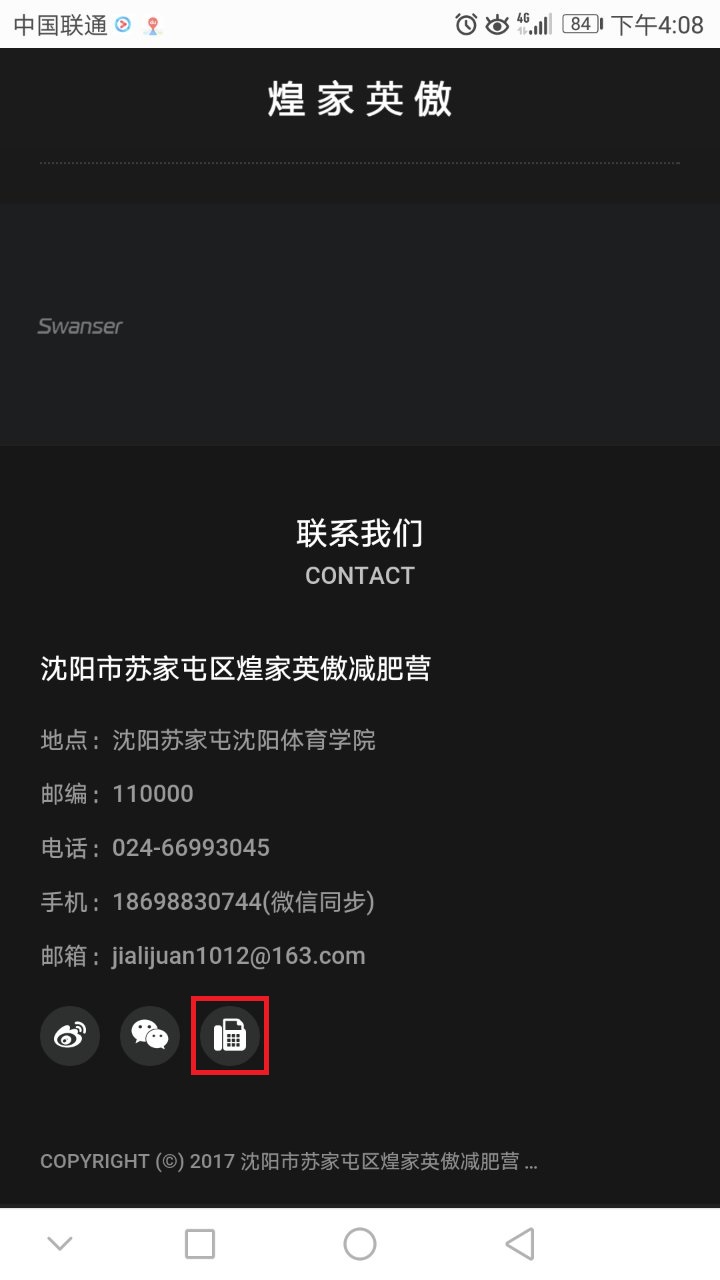 中国联通 4G 84 下午4:08
煌家英傲
Swanser
联系我们
CONTACT
沈阳市苏家屯区煌家英傲减肥营
地点：沈阳苏家屯沈阳体育学院
邮编：110000
电话：024-66993045
手机：18698830744(微信同步)
邮箱：jialijuan1012@163.com
COPYRIGHT (©) 2017 沈阳市苏家屯区煌家英傲减肥营 ...